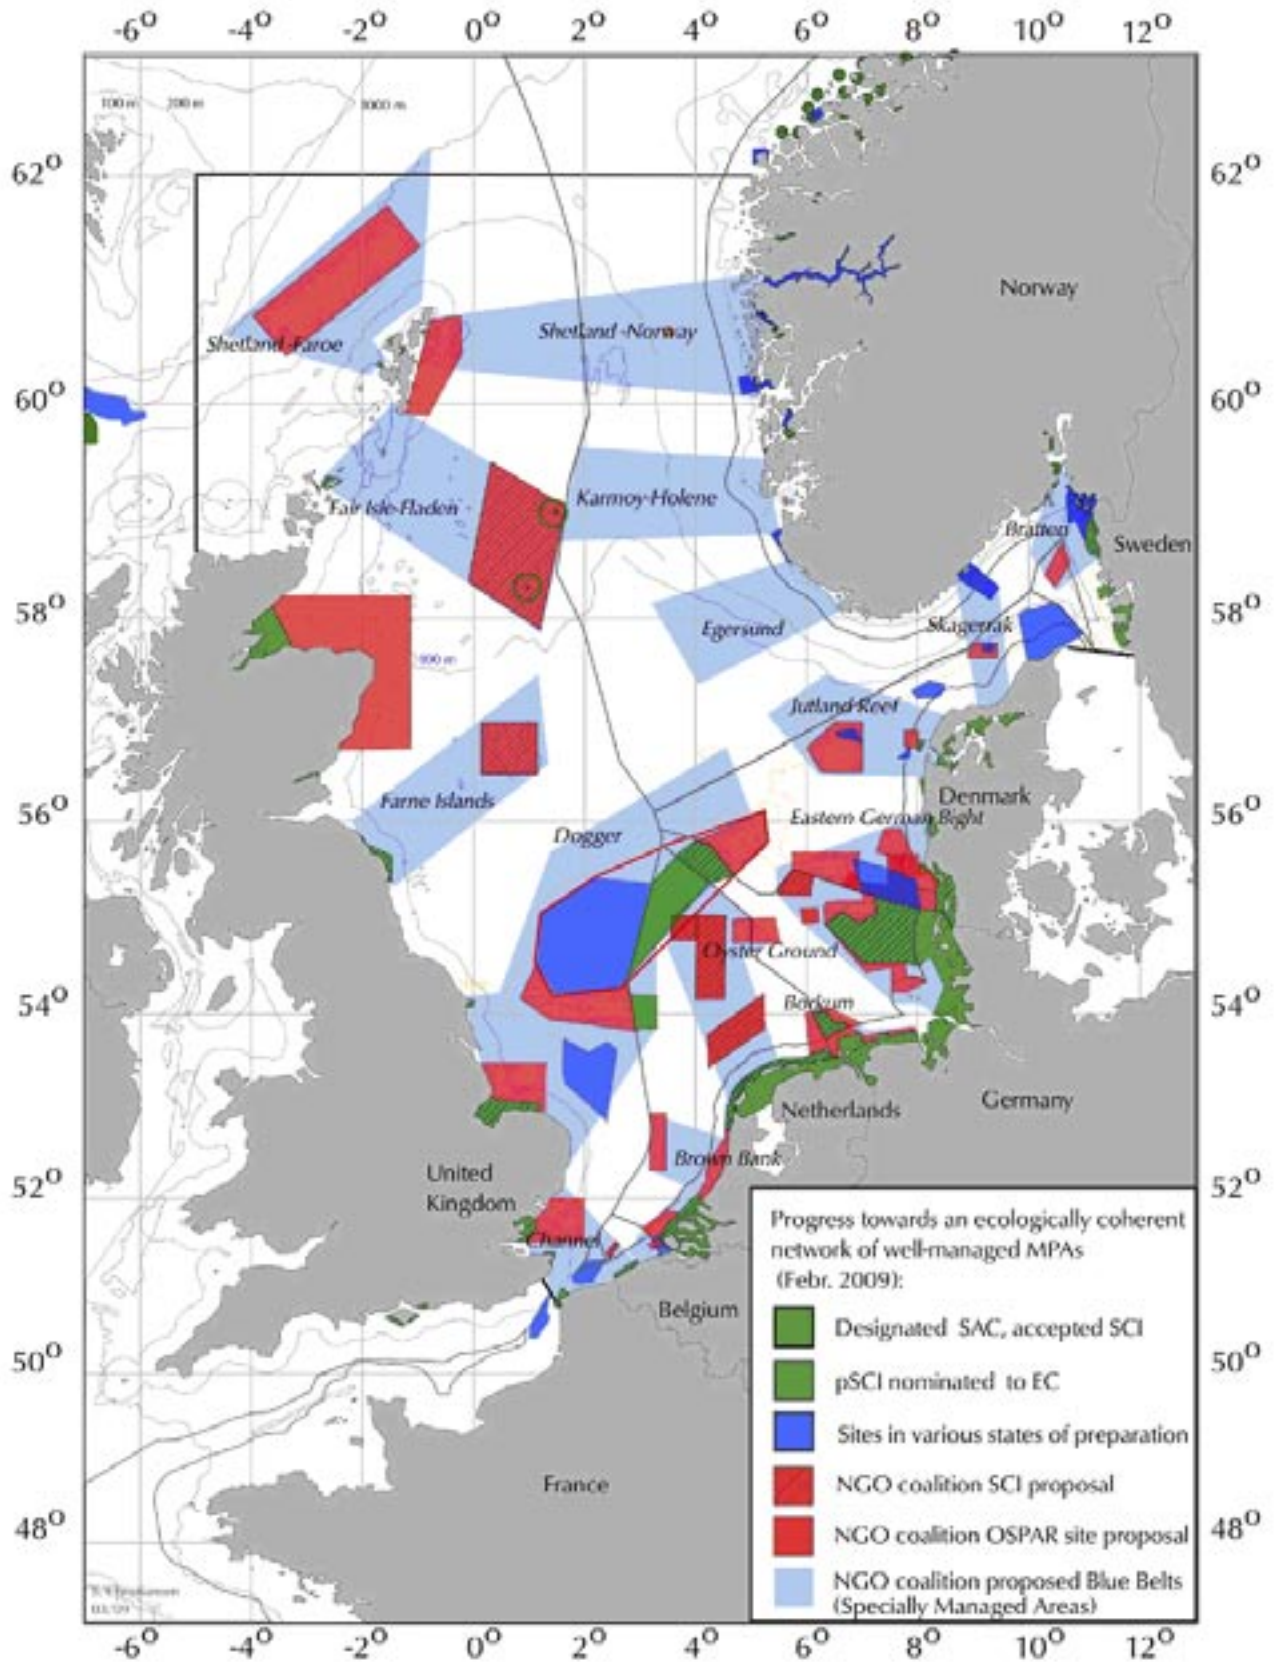 -6° -4° -2° 0° 2° 4° 6° 8° 10° 12°
100 m 200 m 1000 m
62° 62°
Norway
Shetland-Faroe
Shetland-Norway
60° 60°
Fair Isle-Fladen
Karmoy-Holene
Bratten
Sweden
58° 58°
Egersund
Skagerrak
100 m
Jutland Reef
Farne Islands
Denmark
56° 56°
Eastern German Bight
Dogger
Oyster Ground
54° 54°
Borkum
Netherlands
Germany
Brown Bank
United
Kingdom
52° 52°
Channel
Belgium
50° 50°
France
48° 48°
Progress towards an ecologically coherent
network of well-managed MPAs
(Febr. 2009):
Designated SAC, accepted SCI
pSCI nominated to EC
Sites in various states of preparation
NGO coalition SCI proposal
NGO coalition OSPAR site proposal
NGO coalition proposed Blue Belts
(Specially Managed Areas)
-6° -4° -2° 0° 2° 4° 6° 8° 10° 12°